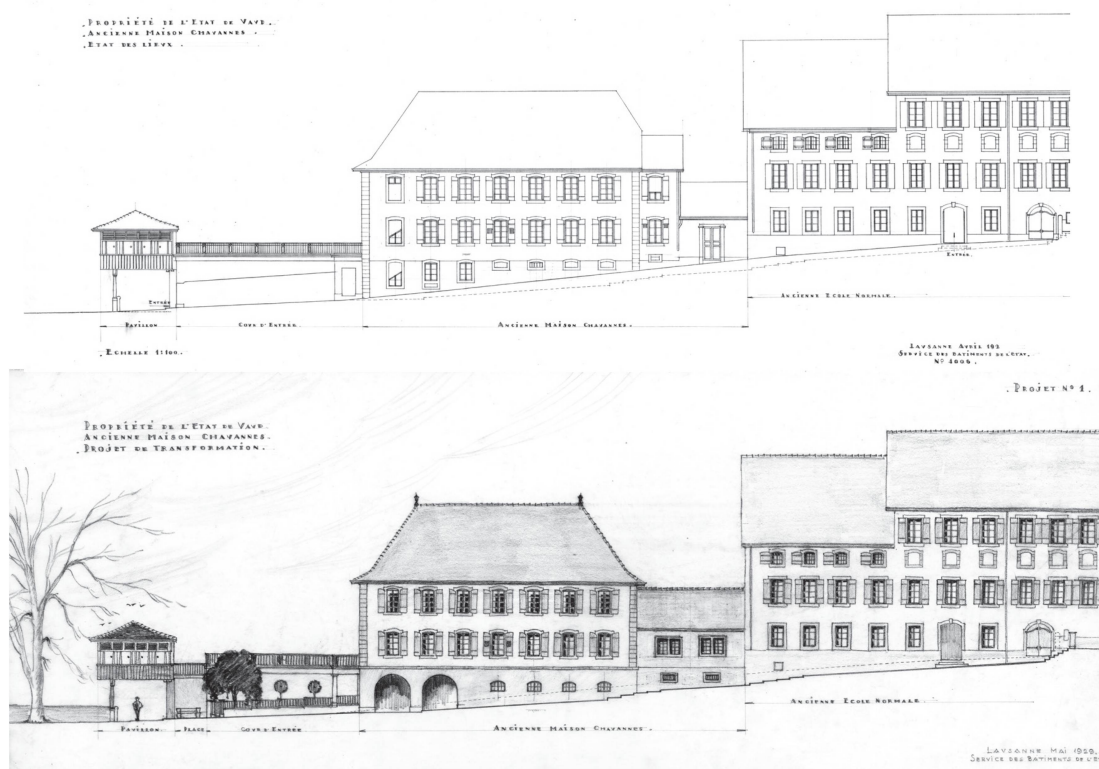 . PROPRIÉTÉ DE L'ETAT DE VAUD.
. ANCIENNE MAISON CHAVANNES .
. ETAT DES LIEUX .
ENTRÉE
ENTRÉE
. ANCIENNE ECOLE NORMALE .
PAVILLON
COUR D'ENTRÉE
ANCIENNE MAISON CHAVANNES.
. ECHELLE 1:100.
LAUSANNE AVRIL 192
SERVICE DES BATIMENTS DE L'ETAT.
. PROJET No 1.
PROPRIÉTÉ DE L'ETAT DE VAUD.
ANCIENNE MAISON CHAVANNES.
. PROJET DE TRANSFORMATION.
ANCIENNE ECOLE NORMALE
PAVILLON
PLACE
COUR D'ENTRÉE
ANCIENNE MAISON CHAVANNES.
LAUSANNE MAI 1929.
SERVICE DES BATIMENTS DE L'ET